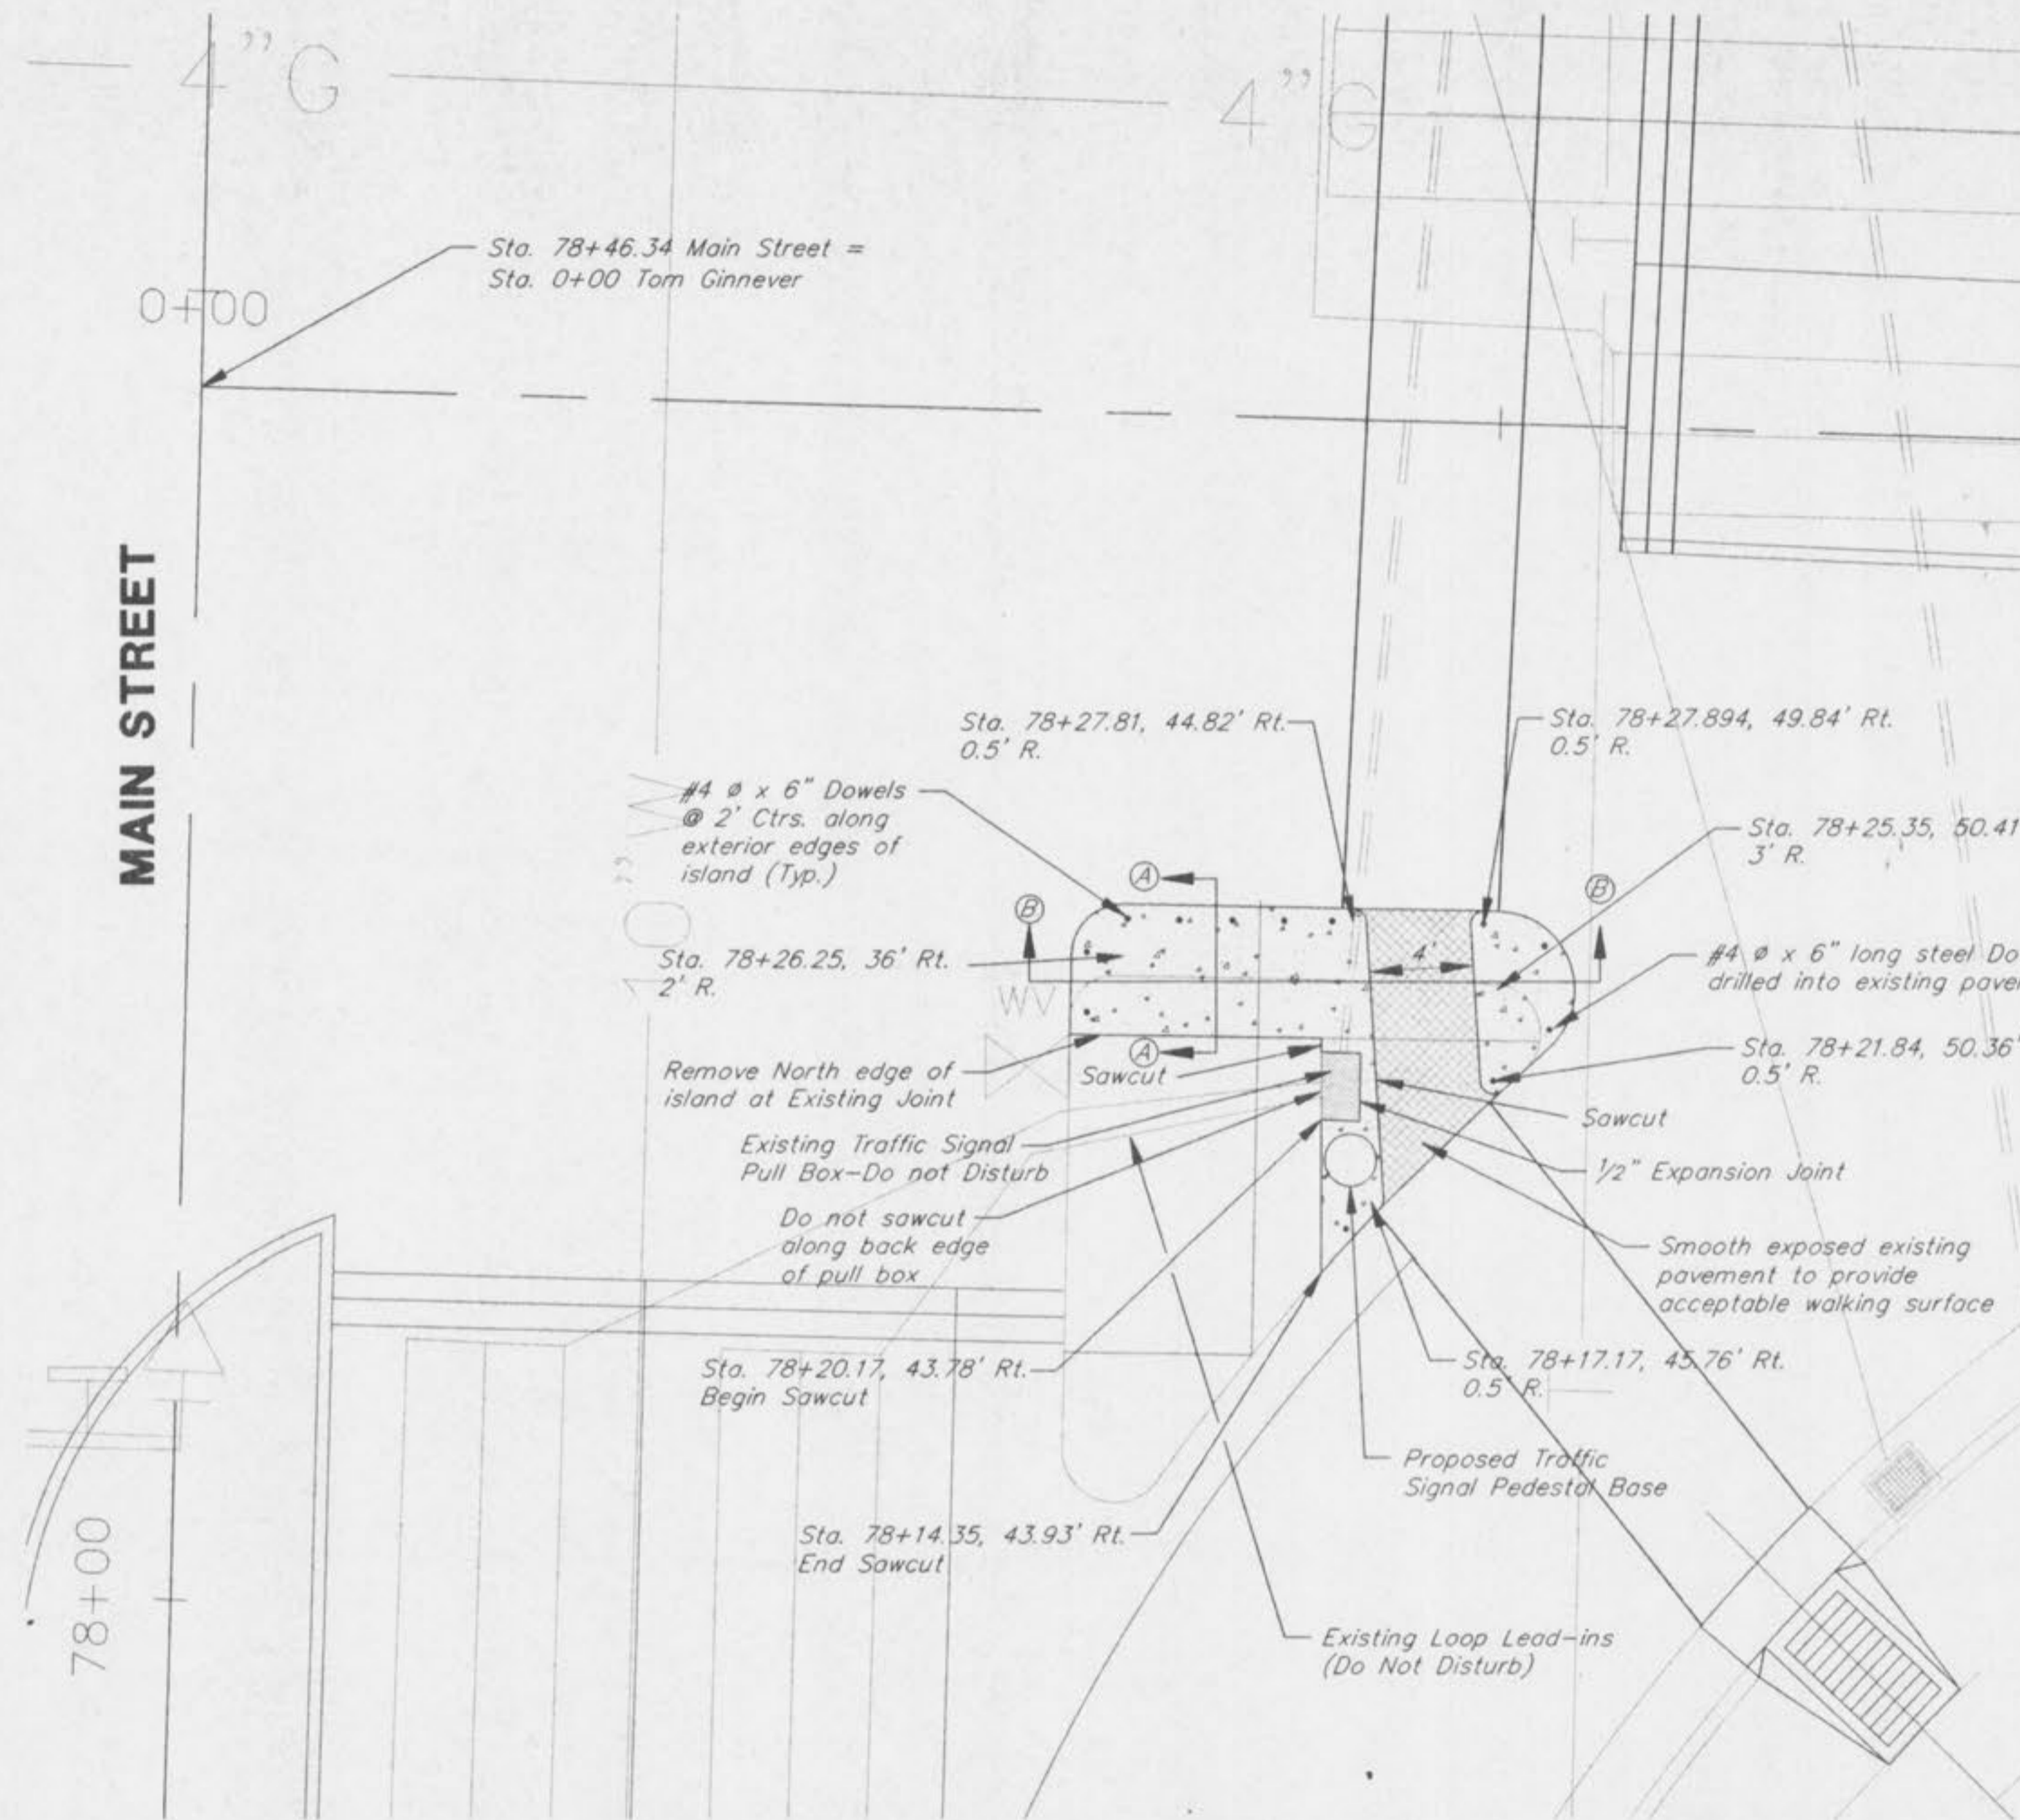 4"G
4"G
Sta. 78+46.34 Main Street =
Sta. 0+00 Tom Ginnever
0+00
MAIN STREET
Sta. 78+27.81, 44.82' Rt.
0.5' R.
Sta. 78+27.894, 49.84' Rt.
0.5' R.
#4 ø x 6" Dowels
@ 2' Ctrs. along
exterior edges of
island (Typ.)
Sta. 78+25.35, 50.41
3' R.
A
B
B
Sta. 78+26.25, 36' Rt.
2' R.
4'
#4 ø x 6" long steel Do
drilled into existing pave
10" W
WV
A
Sta. 78+21.84, 50.36'
0.5' R.
Remove North edge of
island at Existing Joint
Sawcut
Sawcut
Existing Traffic Signal
Pull Box-Do not Disturb
1/2" Expansion Joint
Do not sawcut
along back edge
of pull box
Smooth exposed existing
pavement to provide
acceptable walking surface
Sta. 78+20.17, 43.78' Rt.
Begin Sawcut
Sta. 78+17.17, 45.76' Rt.
0.5' R.
Proposed Traffic
Signal Pedestal Base
Sta. 78+14.35, 43.93' Rt.
End Sawcut
78+00
Existing Loop Lead-ins
(Do Not Disturb)